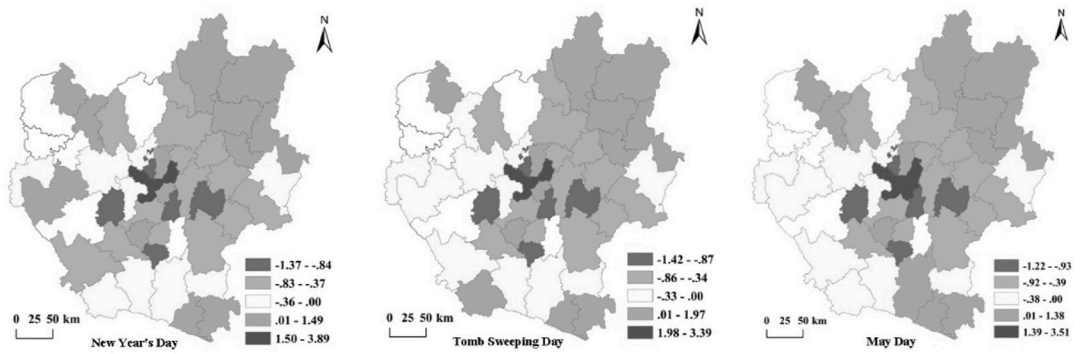 N
-1.37 - -.84
-.83 - -.37
-.36 - .00
.01 - 1.49
1.50 - 3.89
0 25 50 km
New Year's Day
N
-1.42 - -.87
-.86 - -.34
-.33 - .00
.01 - 1.97
1.98 - 3.39
0 25 50 km
Tomb Sweeping Day
N
-1.22 - -.93
-.92 - -.39
-.38 - .00
.01 - 1.38
1.39 - 3.51
0 25 50 km
May Day